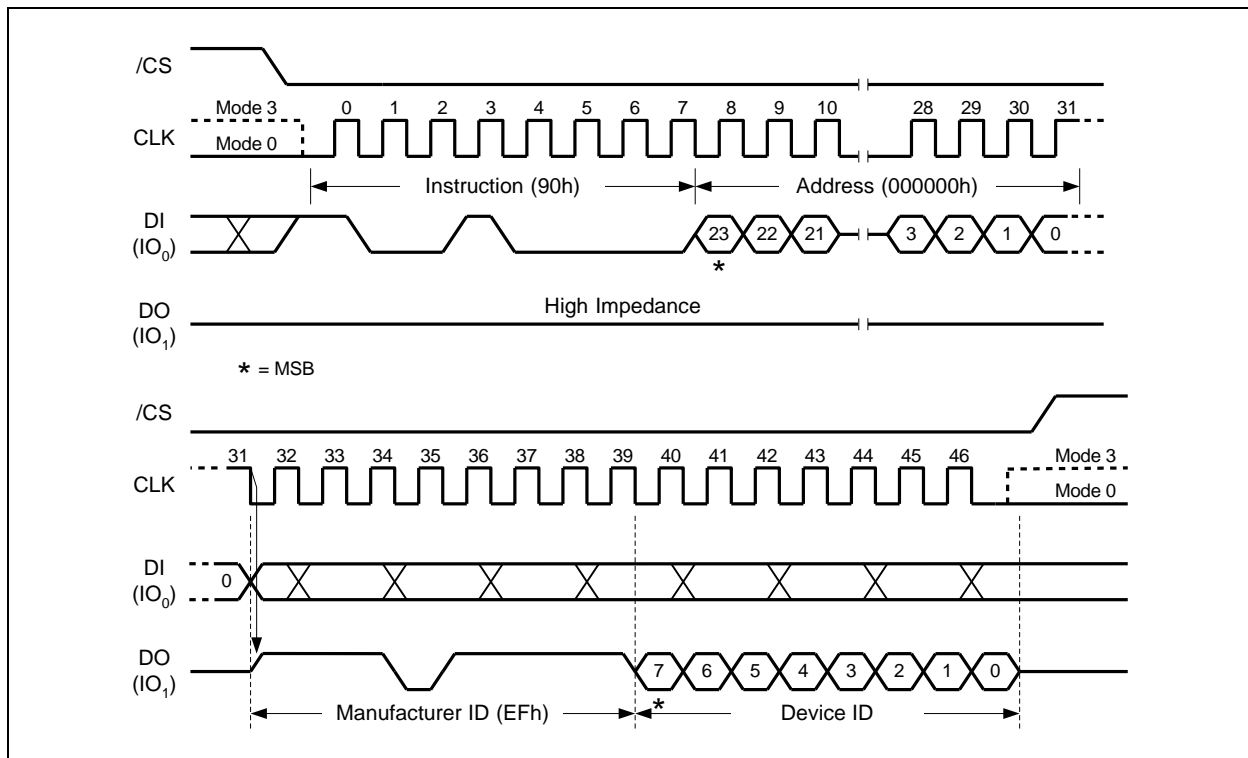 /CS
Mode 3 0 1 2 3 4 5 6 7 8 9 10 28 29 30 31
CLK
Mode 0
Instruction (90h) Address (000000h)
DI
(IO0) 23 22 21 3 2 1 0
*
DO High Impedance
(IO1)
* = MSB
/CS
31 32 33 34 35 36 37 38 39 40 41 42 43 44 45 46 Mode 3
CLK
Mode 0
DI 0
(IO0)
DO 7 6 5 4 3 2 1 0
(IO1)
*
Manufacturer ID (EFh) Device ID